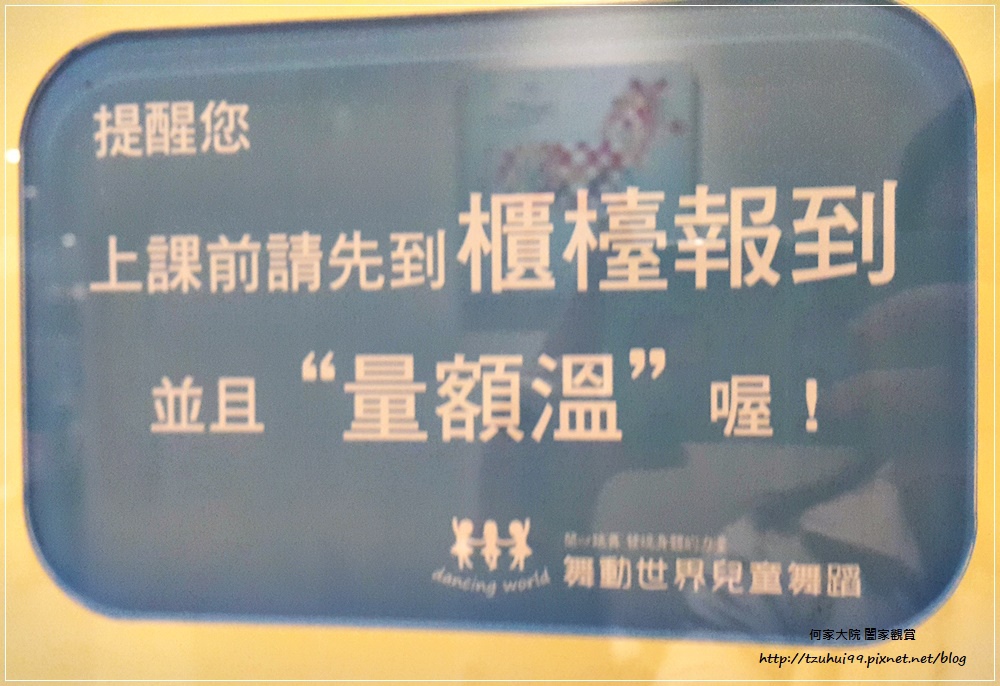 提醒您
上課前請先到櫃檯報到
並且“量額溫”喔！
dancing world
舞動世界兒童舞蹈
何家大院 闔家觀賞
http://tzuhui99.pixnet.net/blog